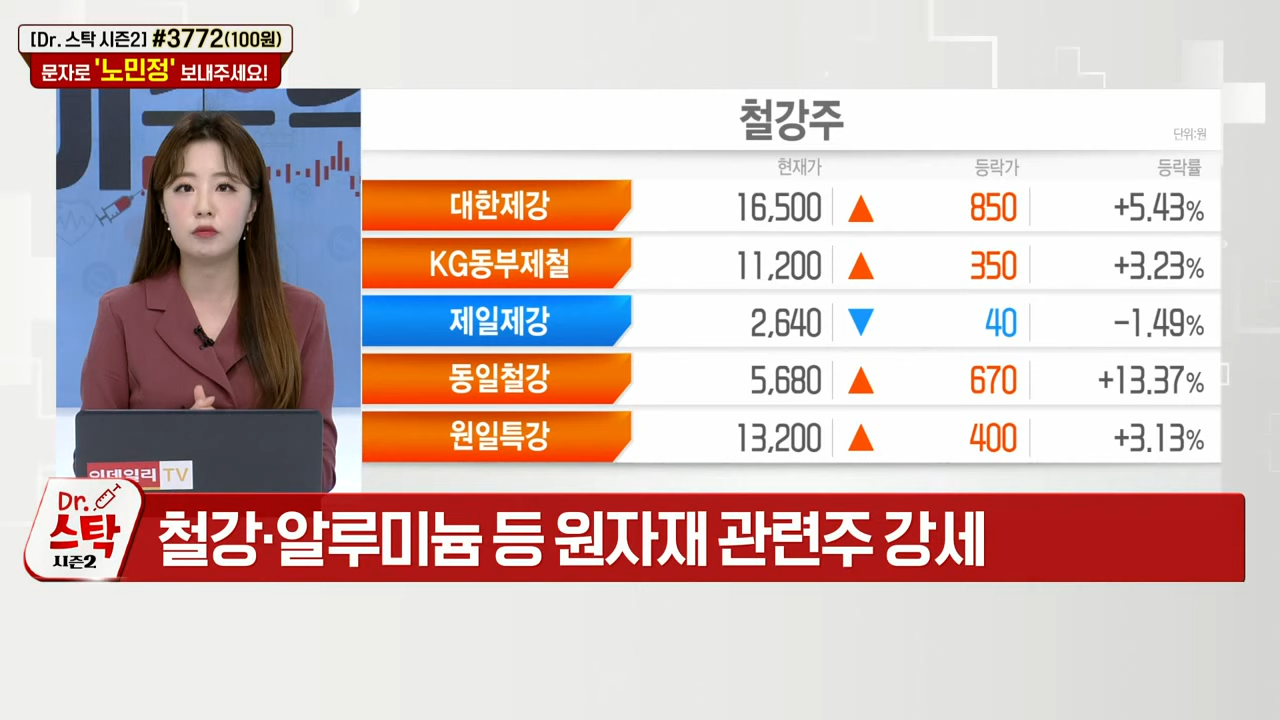 [Dr. 스탁 시즌2] #3772(100원)
문자로 '노민정' 보내주세요!
철강주
단위:원
현재가 등락가 등락률
대한제강 16,500 ▲ 850 +5.43%
KG동부제철 11,200 ▲ 350 +3.23%
제일제강 2,640 ▼ 40 -1.49%
동일철강 5,680 ▲ 670 +13.37%
원일특강 13,200 ▲ 400 +3.13%
이데일리 TV
Dr.
스탁
시즌2
철강·알루미늄 등 원자재 관련주 강세